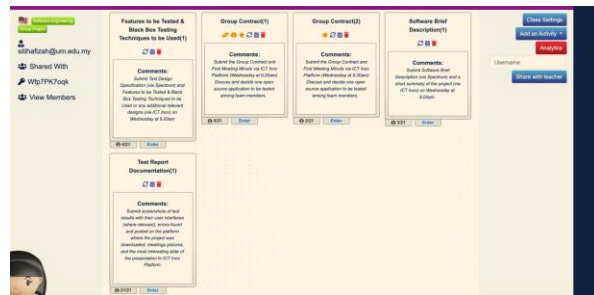 Software Engineering
Group Project
sitihafizah@um.edu.my
Shared With
Wfp7PK7oqk
View Members
Features to be Tested &
Black Box Testing
Techniques to be Used(1)
Comments:
Submit Test Design
Specification (via Spectrum) and
Features to be Tested & Black
Box Testing Techniques to be
Used or any additional relevant
designs (via ICT Inov) on
Wednesday at 9.00am
4/21
Enter
Group Contract(1)
Comments:
Submit the Group Contract and
First Meeting Minute via ICT Inov
Platform (Wednesday at 9.00am)
Discuss and decide one open
source application to be tested
among team members.
5/21
Enter
Group Contract(2)
Comments:
Submit the Group Contract and
First Meeting Minute via ICT Inov
Platform (Wednesday at 9.00am)
Discuss and decide one open
source application to be tested
among team members.
Enter
Software Brief
Description(1)
Comments:
Submit Software Brief
Description (via Spectrum) and a
short summary of the project (via
ICT Inov) on Wednesday at
9.00am
Enter
Test Report
Documentation(1)
Comments:
Submit screenshots of test
results with their user interfaces
(where relevant), errors found
and posted on the platform
where the project was
downloaded, meetings pictures,
and the most interesting slide of
the presentation to ICT Inov
Platform
21/21
Enter
Class Settings
Add an Activity
Analytics
Username
Share with teacher